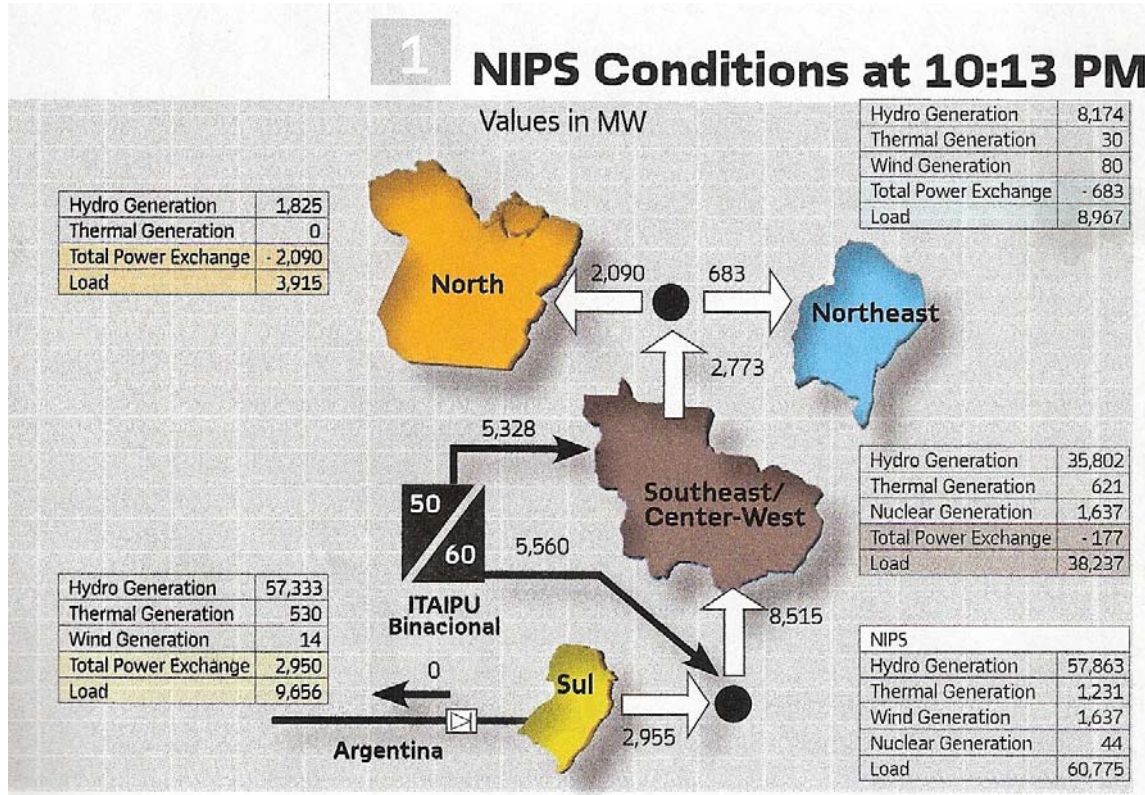 1 NIPS Conditions at 10:13 PM
Values in MW
Hydro Generation 8,174
Thermal Generation 30
Wind Generation 80
Total Power Exchange - 683
Load 8,967
Hydro Generation 1,825
Thermal Generation 0
Total Power Exchange - 2,090
Load 3,915
North
2,090
683
Northeast
2,773
5,328
Southeast/
Center-West
50
60
5,560
ITAIPU
Binacional
Hydro Generation 35,802
Thermal Generation 621
Nuclear Generation 1,637
Total Power Exchange - 177
Load 38,237
Hydro Generation 57,333
Thermal Generation 530
Wind Generation 14
Total Power Exchange 2,950
Load 9,656
8,515
0
Sul
2,955
Argentina
NIPS
Hydro Generation 57,863
Thermal Generation 1,231
Wind Generation 1,637
Nuclear Generation 44
Load 60,775